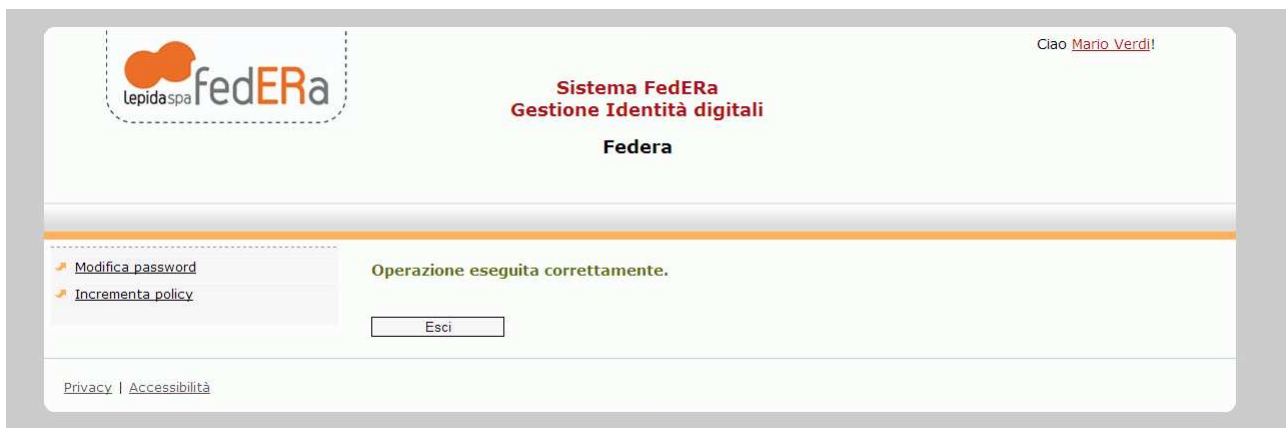 lepidaspa fedERa
Ciao Mario Verdi!
Sistema FedERa
Gestione Identità digitali
Federa
Modifica password
Incrementa policy
Operazione eseguita correttamente.
Esci
Privacy | Accessibilità